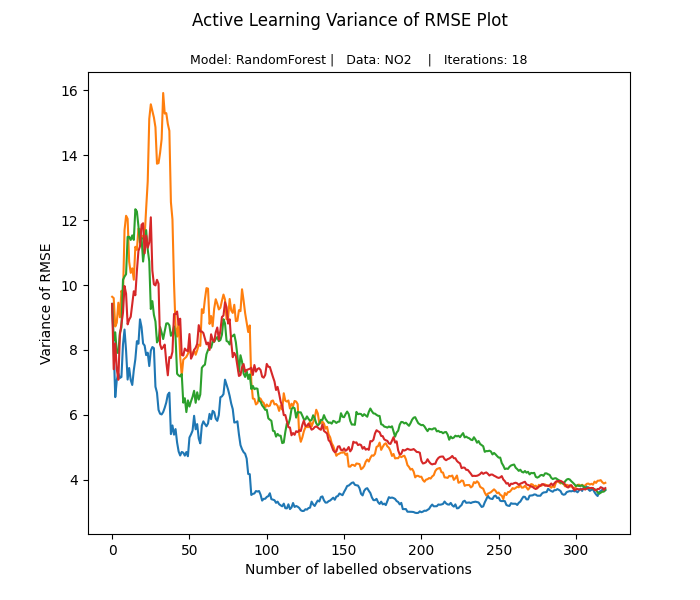 Active Learning Variance of RMSE Plot
Model: RandomForest |   Data: NO2    |   Iterations: 18
16
14
12
10
8
6
4
Variance of RMSE
0 50 100 150 200 250 300
Number of labelled observations